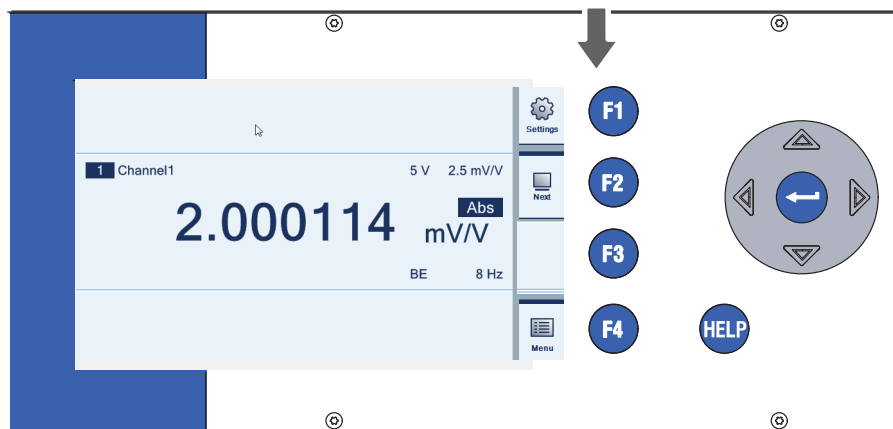 Settings
F1
1 Channel1
5 V 2.5 mV/V
Next
F2
2.000114
Abs
mV/V
F3
BE 8 Hz
Menu
F4
HELP